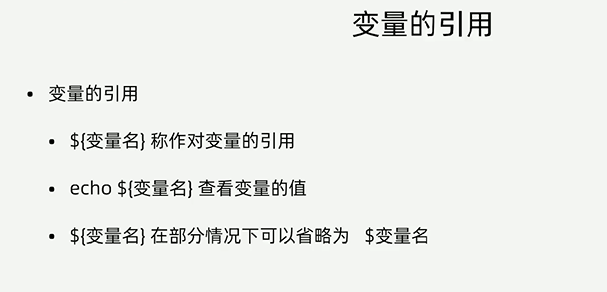 变量的引用
• 变量的引用
• ${变量名} 称作对变量的引用
• echo ${变量名} 查看变量的值
• ${变量名} 在部分情况下可以省略为 $变量名